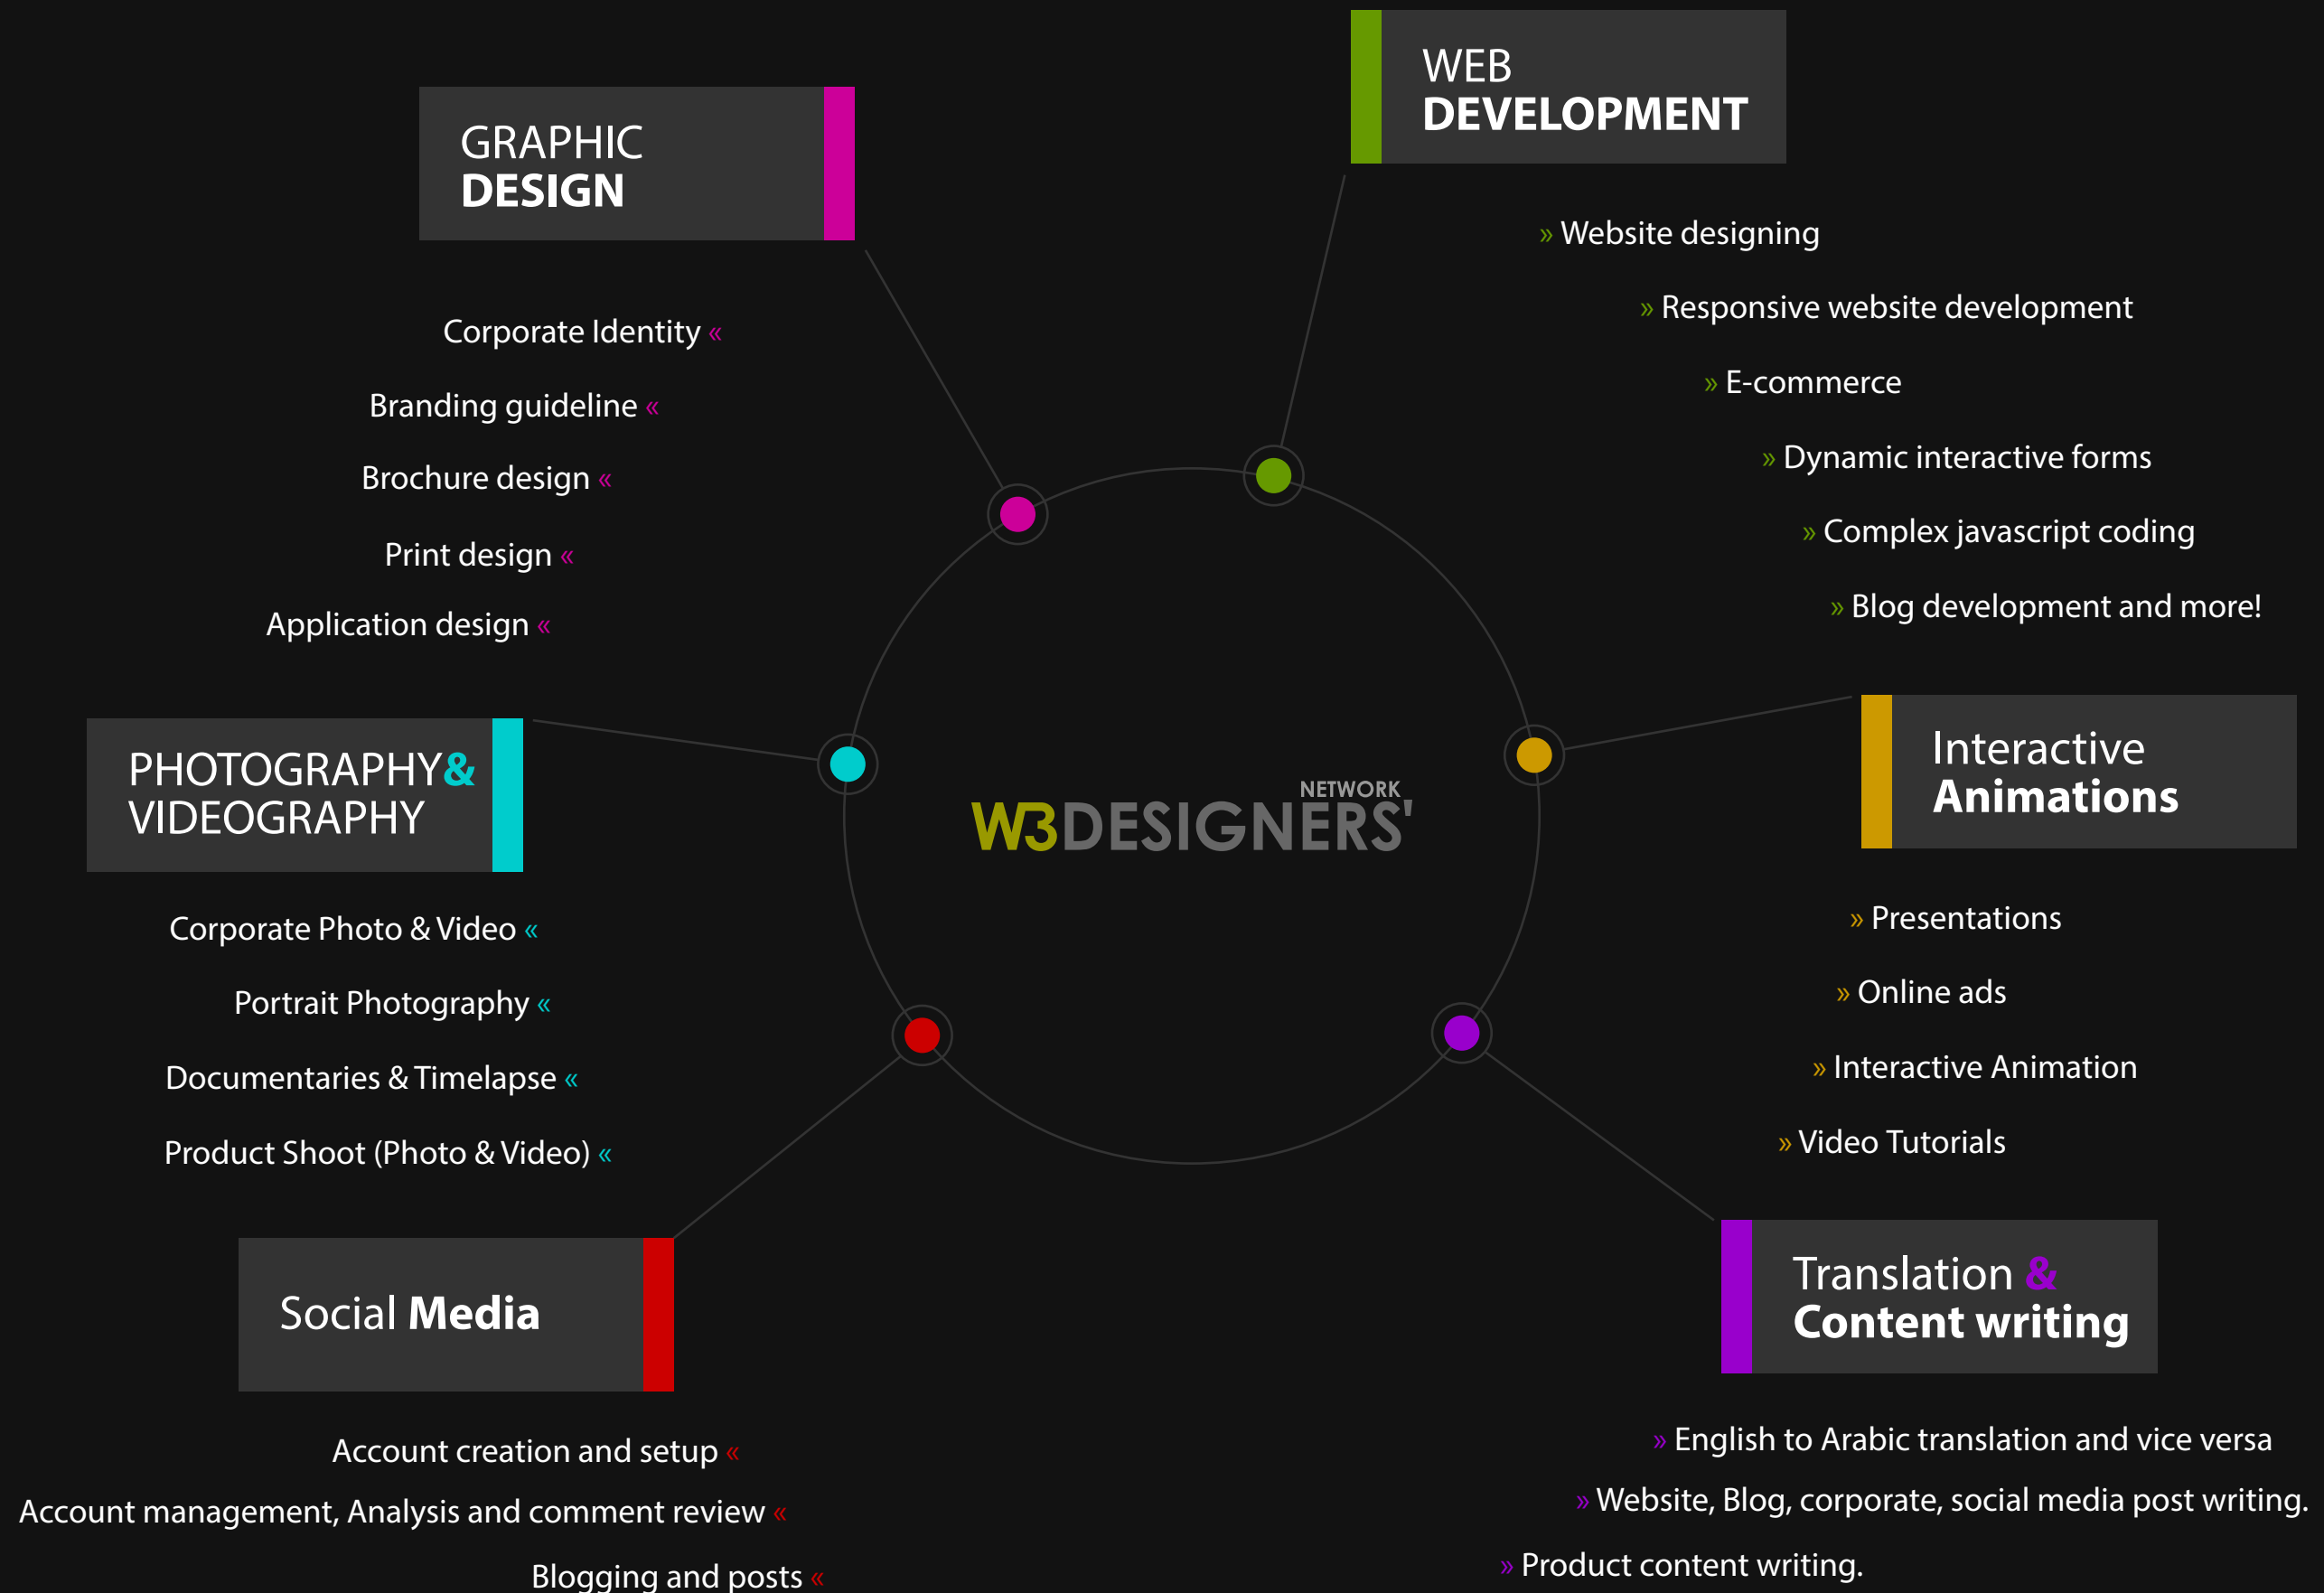 GRAPHIC
DESIGN
Corporate Identity «
Branding guideline «
Brochure design «
Print design «
Application design «
PHOTOGRAPHY&
VIDEOGRAPHY
Corporate Photo & Video «
Portrait Photography «
Documentaries & Timelapse «
Product Shoot (Photo & Video) «
Social Media
Account creation and setup «
Account management, Analysis and comment review «
Blogging and posts «
NETWORK
W3DESIGNERS'
WEB
DEVELOPMENT
» Website designing
» Responsive website development
» E-commerce
» Dynamic interactive forms
» Complex javascript coding
» Blog development and more!
Interactive
Animations
» Presentations
» Online ads
» Interactive Animation
» Video Tutorials
Translation &
Content writing
» English to Arabic translation and vice versa
» Website, Blog, corporate, social media post writing.
» Product content writing.